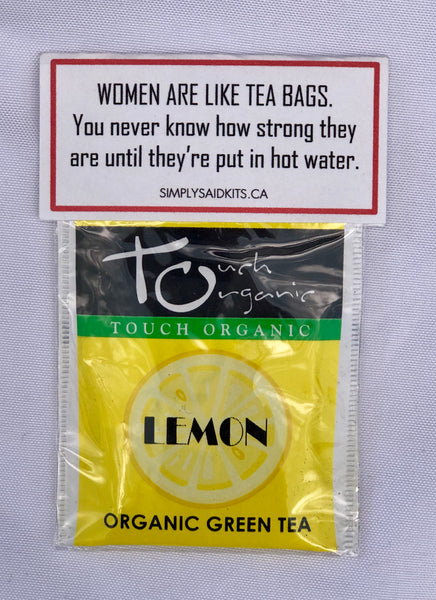 WOMEN ARE LIKE TEA BAGS.
You never know how strong they
are until they're put in hot water.
SIMPLYSAIDKITS.CA
Touch
Organic
TOUCH ORGANIC
LEMON
ORGANIC GREEN TEA